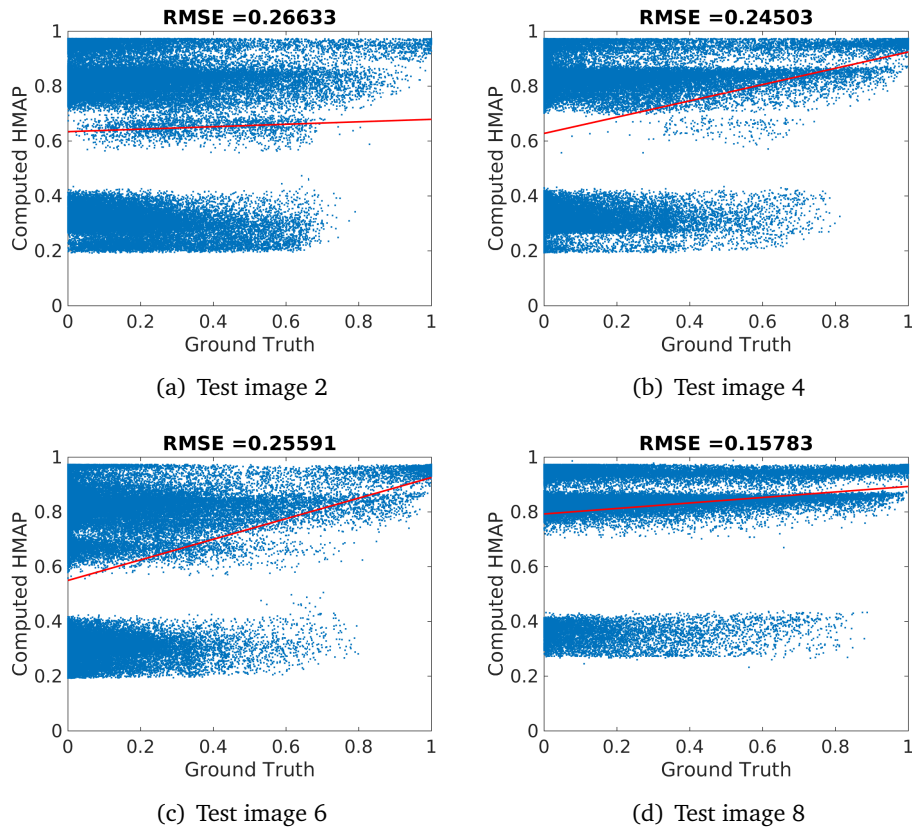 RMSE =0.26633
Computed HMAP
1
0.8
0.6
0.4
0.2
0
0 0.2 0.4 0.6 0.8 1
Ground Truth
(a) Test image 2
RMSE =0.24503
Computed HMAP
1
0.8
0.6
0.4
0.2
0
0 0.2 0.4 0.6 0.8 1
Ground Truth
(b) Test image 4
RMSE =0.25591
Computed HMAP
1
0.8
0.6
0.4
0.2
0
0 0.2 0.4 0.6 0.8 1
Ground Truth
(c) Test image 6
RMSE =0.15783
Computed HMAP
1
0.8
0.6
0.4
0.2
0
0 0.2 0.4 0.6 0.8 1
Ground Truth
(d) Test image 8